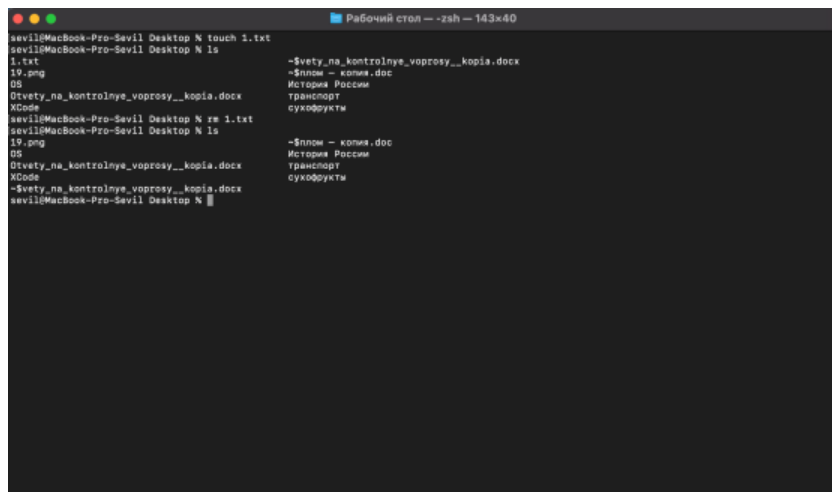 Рабочий стол — -zsh — 143×40
sevil@MacBook-Pro-Sevil Desktop % touch 1.txt
sevil@MacBook-Pro-Sevil Desktop % ls
1.txt ~$vety_na_kontrolnye_voprosy__kopia.docx
19.png ~$плом — копия.doc
OS История России
Otvety_na_kontrolnye_voprosy__kopia.docx транспорт
XCode сухофрукты
sevil@MacBook-Pro-Sevil Desktop % rm 1.txt
sevil@MacBook-Pro-Sevil Desktop % ls
19.png ~$плом — копия.doc
OS История России
Otvety_na_kontrolnye_voprosy__kopia.docx транспорт
XCode сухофрукты
~$vety_na_kontrolnye_voprosy__kopia.docx
sevil@MacBook-Pro-Sevil Desktop %